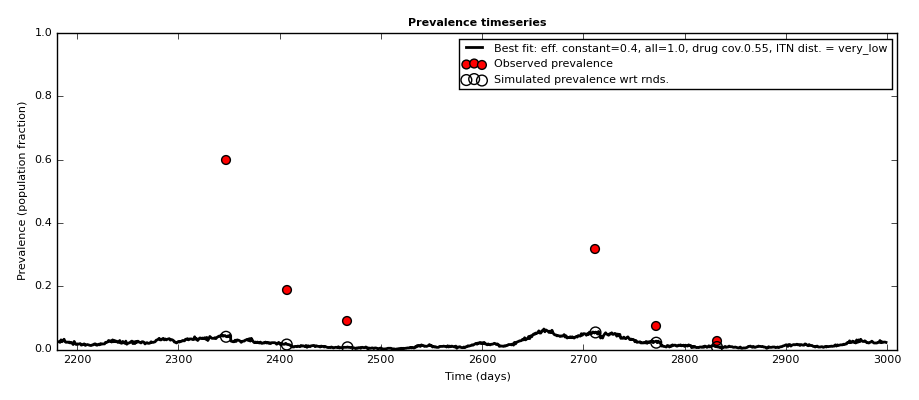 Prevalence timeseries
Best fit: eff. constant=0.4, all=1.0, drug cov.0.55, ITN dist. = very_low
Observed prevalence
Simulated prevalence wrt rnds.
Prevalence (population fraction)
1.0
0.8
0.6
0.4
0.2
0.0
2200 2300 2400 2500 2600 2700 2800 2900 3000
Time (days)